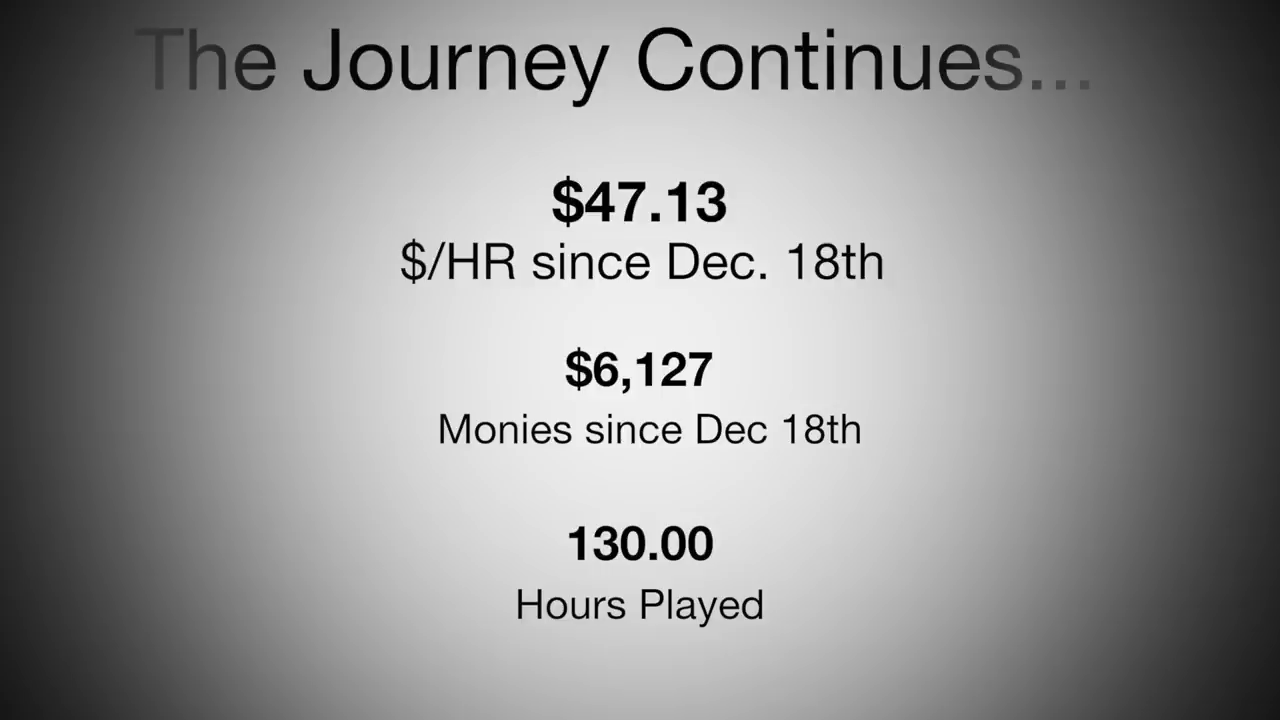 The Journey Continues...
$47.13
$/HR since Dec. 18th
$6,127
Monies since Dec 18th
130.00
Hours Played